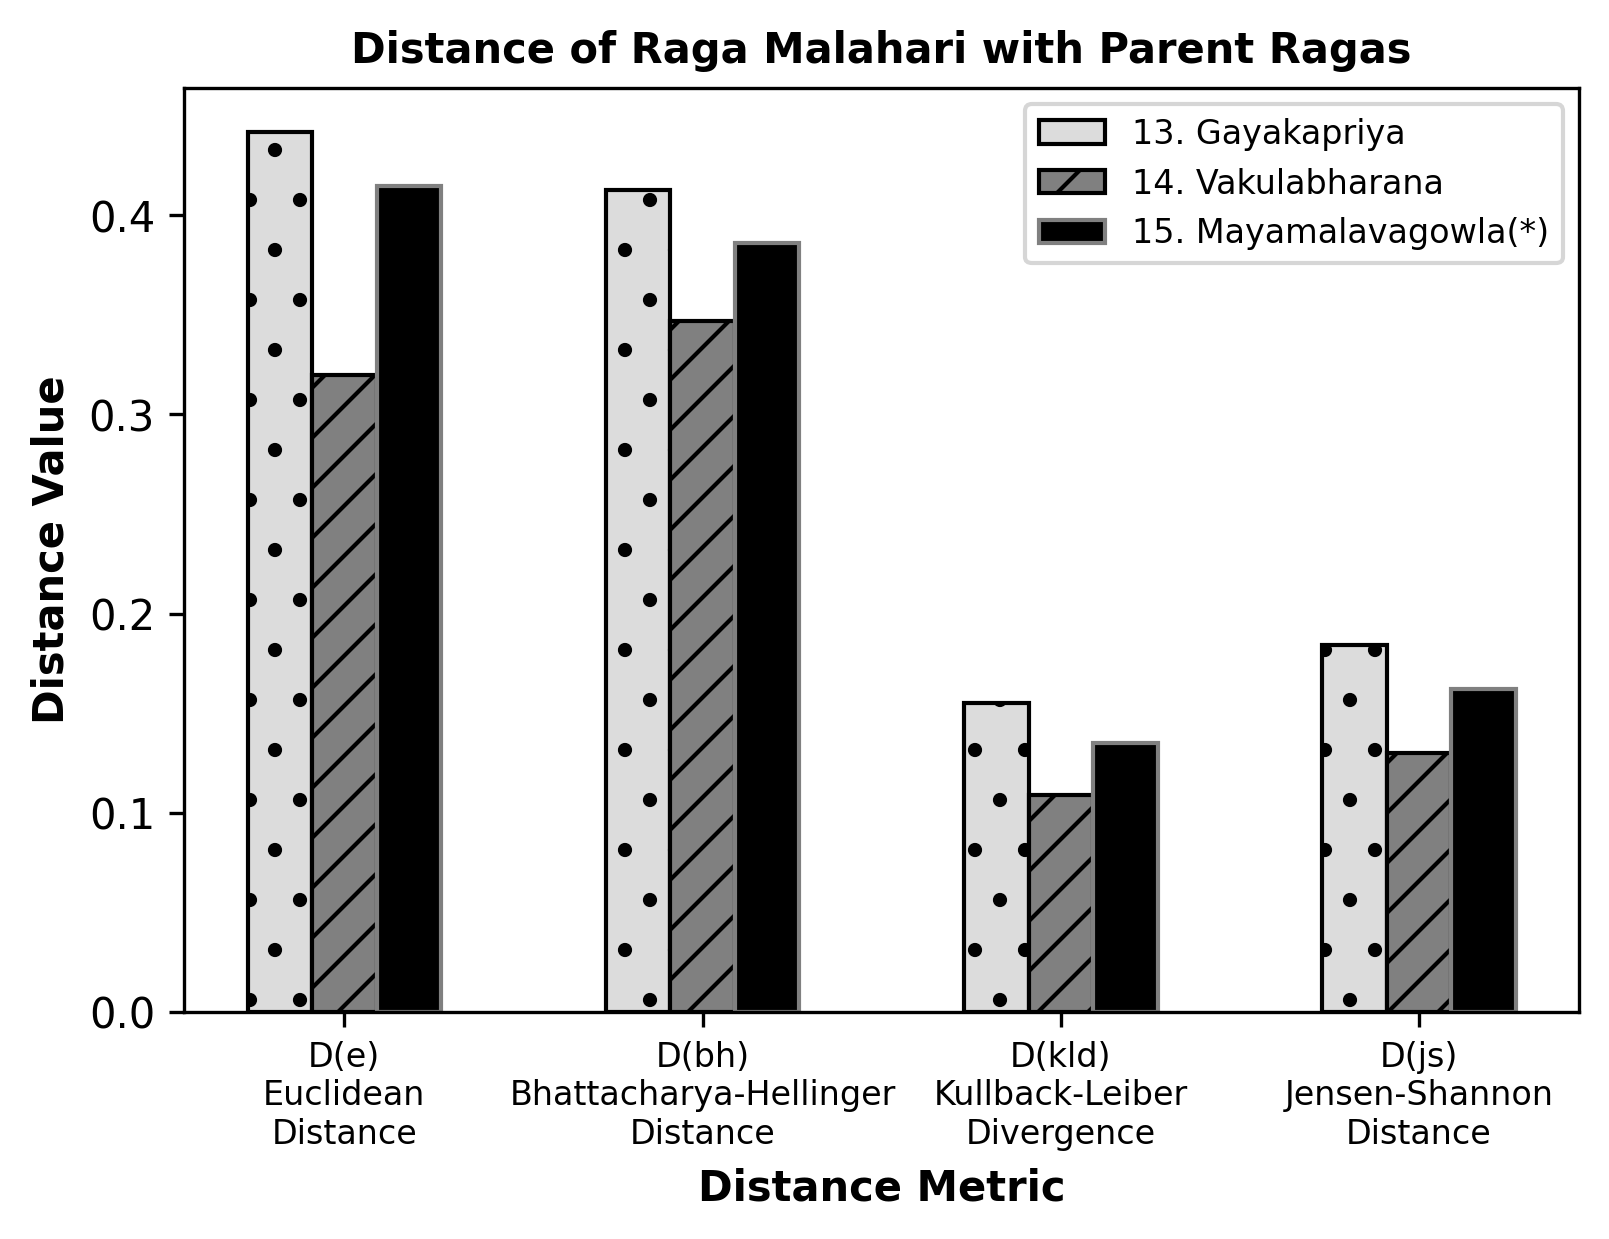 Distance of Raga Malahari with Parent Ragas
13. Gayakapriya
14. Vakulabharana
15. Mayamalavagowla(*)
Distance Value
0.4
0.3
0.2
0.1
0.0
D(e)
Euclidean
Distance
D(bh)
Bhattacharya-Hellinger
Distance
D(kld)
Kullback-Leiber
Divergence
D(js)
Jensen-Shannon
Distance
Distance Metric